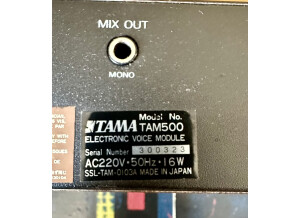 MIX OUT
MONO
Model No.
TAMA TAM500
ELECTRONIC VOICE MODULE
Serial Number 300323
AC220V·50Hz·16W
SSL-TAM-0103A MADE IN JAPAN